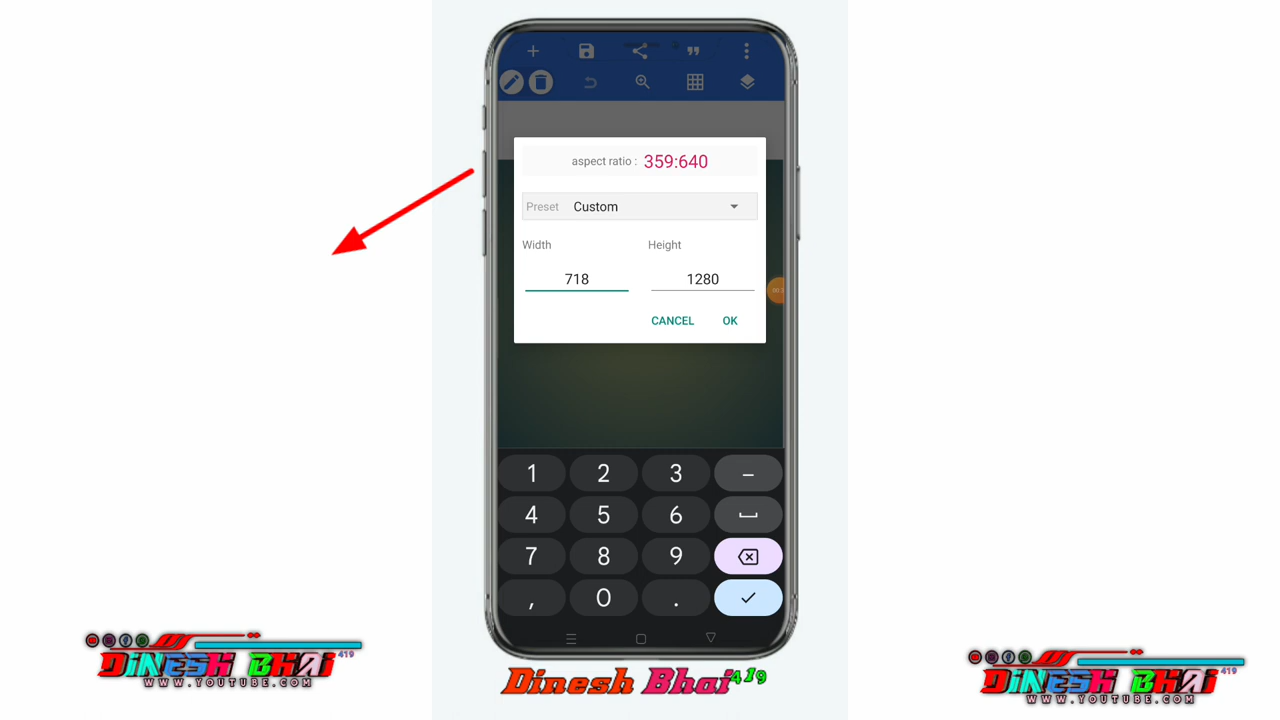 aspect ratio : 359:640
Preset Custom
Width Height
718 1280
CANCEL OK
1 2 3 –
4 5 6
7 8 9
, 0 .
DINESH BHAI 419
WWW.YOUTUBE.COM
Dinesh Bhai 419
DINESH BHAI 419
WWW.YOUTUBE.COM